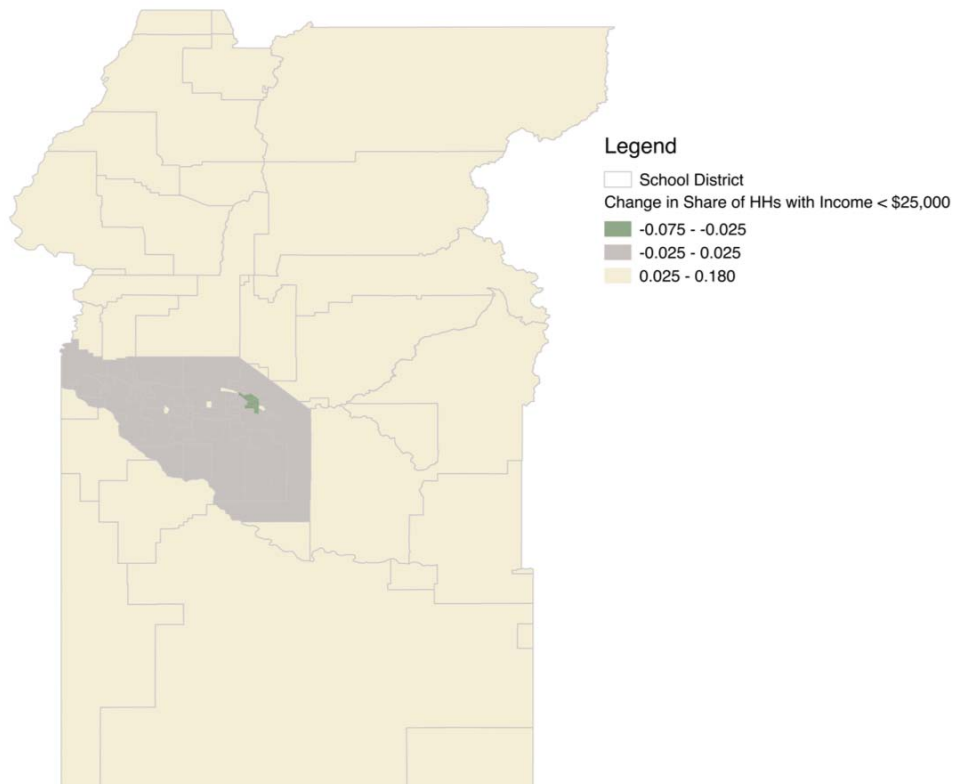 Legend
School District
Change in Share of HHs with Income < $25,000
-0.075 - -0.025
-0.025 - 0.025
0.025 - 0.180